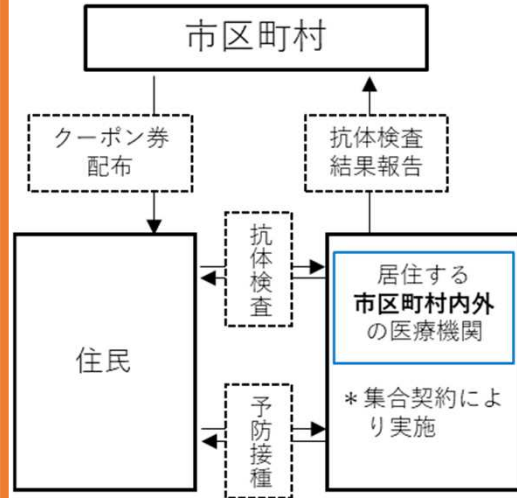 市区町村
クーポン券
配布
抗体検査
結果報告
抗体検査
住民
居住する
市区町村内外
の医療機関
＊集合契約によ
り実施
予防接種